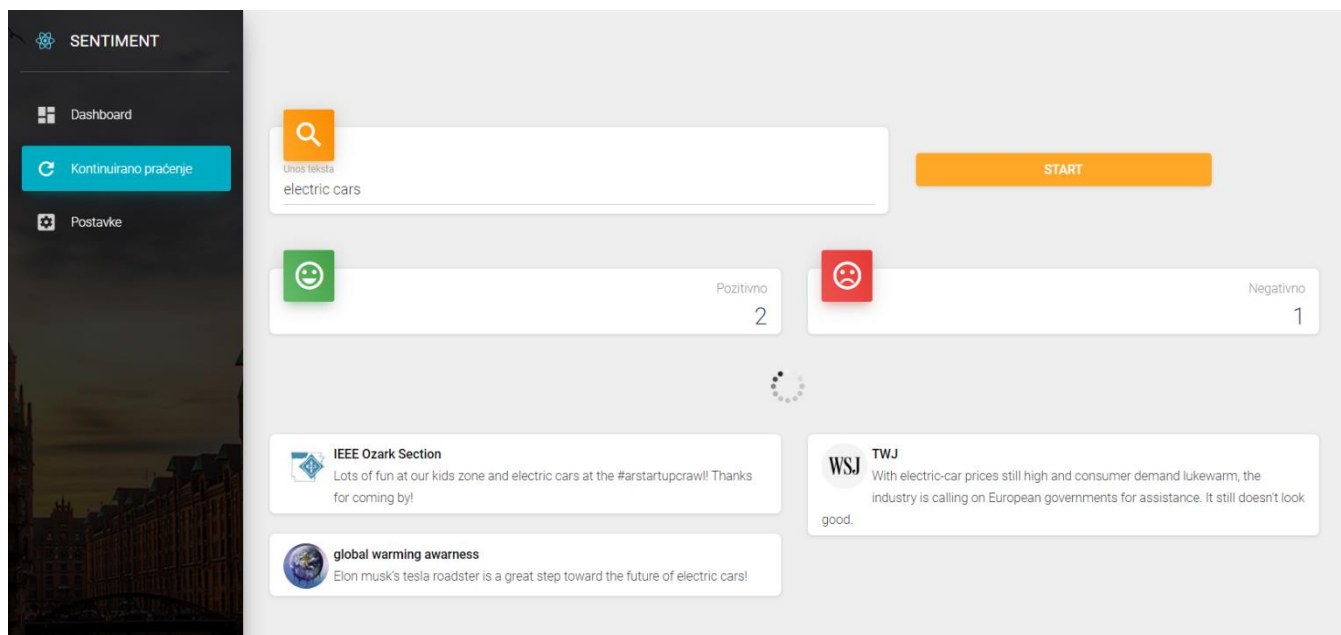 SENTIMENT
Dashboard
Kontinuirano praćenje
Postavke
Unos teksta
electric cars
START
Pozitivno
2
Negativno
1
IEEE Ozark Section
Lots of fun at our kids zone and electric cars at the #arstartupcrawl! Thanks
for coming by!
global warming awarness
Elon musk's tesla roadster is a great step toward the future of electric cars!
WSJ
TWJ
With electric-car prices still high and consumer demand lukewarm, the
industry is calling on European governments for assistance. It still doesn't look
good.